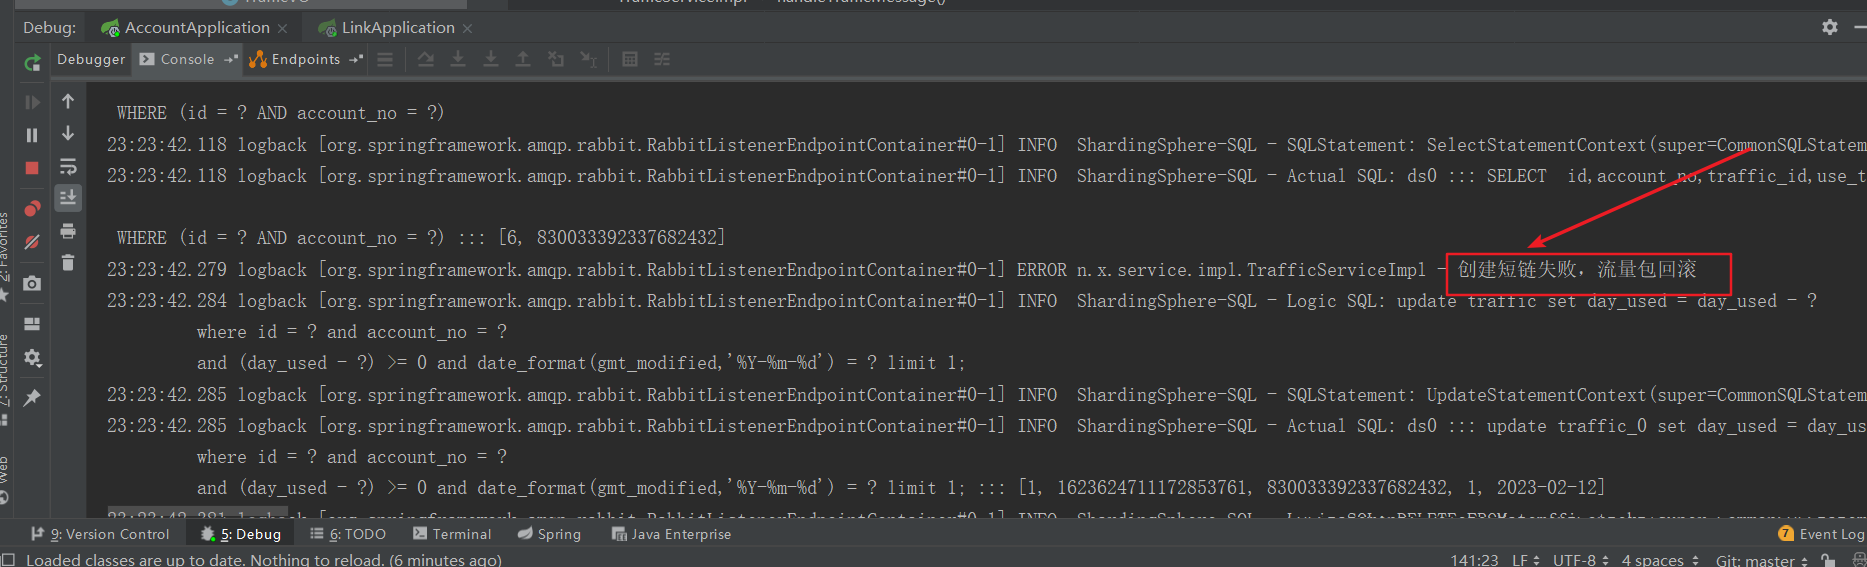 Debug: AccountApplication × LinkApplication ×
Debugger Console Endpoints
WHERE (id = ? AND account_no = ?)
23:23:42.118 logback [org.springframework.amqp.rabbit.RabbitListenerEndpointContainer#0-1] INFO ShardingSphere-SQL - SQLStatement: SelectStatementContext(super=CommonSQLStatem
23:23:42.118 logback [org.springframework.amqp.rabbit.RabbitListenerEndpointContainer#0-1] INFO ShardingSphere-SQL - Actual SQL: ds0 ::: SELECT id,account_no,traffic_id,use_t
WHERE (id = ? AND account_no = ?) ::: [6, 830033392337682432]
23:23:42.279 logback [org.springframework.amqp.rabbit.RabbitListenerEndpointContainer#0-1] ERROR n.x.service.impl.TrafficServiceImpl - 创建短链失败，流量包回滚
23:23:42.284 logback [org.springframework.amqp.rabbit.RabbitListenerEndpointContainer#0-1] INFO ShardingSphere-SQL - Logic SQL: update traffic set day_used = day_used - ?
where id = ? and account_no = ?
and (day_used - ?) >= 0 and date_format(gmt_modified,'%Y-%m-%d') = ? limit 1;
23:23:42.285 logback [org.springframework.amqp.rabbit.RabbitListenerEndpointContainer#0-1] INFO ShardingSphere-SQL - SQLStatement: UpdateStatementContext(super=CommonSQLStatem
23:23:42.285 logback [org.springframework.amqp.rabbit.RabbitListenerEndpointContainer#0-1] INFO ShardingSphere-SQL - Actual SQL: ds0 ::: update traffic_0 set day_used = day_us
where id = ? and account_no = ?
and (day_used - ?) >= 0 and date_format(gmt_modified,'%Y-%m-%d') = ? limit 1; ::: [1, 1623624711172853761, 830033392337682432, 1, 2023-02-12]
2: Favorites
7: Structure
Web
9: Version Control 5: Debug 6: TODO Terminal Spring Java Enterprise 7 Event Log
Loaded classes are up to date. Nothing to reload. (6 minutes ago) 141:23 LF UTF-8 4 spaces Git: master